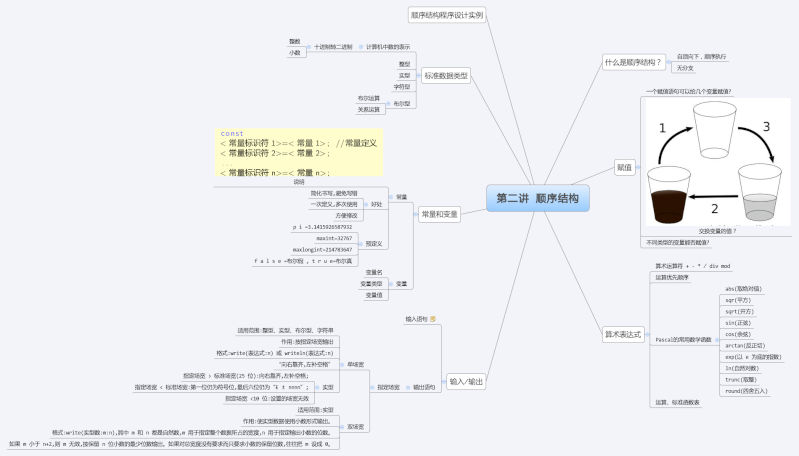 第二讲 顺序结构
顺序结构程序设计实例
标准数据类型
计算机中数的表示
十进制转二进制
整数
小数
整型
实型
字符型
布尔型
布尔运算
关系运算
常量和变量
常量
const
<常量标识符 1>=<常量 1>; //常量定义
<常量标识符 2>=<常量 2>;
...
<常量标识符 n>=<常量 n>;
说明
好处
简化书写,避免写错
一次定义,多次使用
方便修改
预定义
pi =3.1415926587932
maxint=32767
maxlongint=214783647
false=布尔假 , true=布尔真
变量
变量名
变量类型
变量值
输入/输出
输入语句
输出语句
指定场宽
单场宽
适用范围:整型、实型、布尔型、字符串
作用:按指定场宽输出
格式:write(表达式:n) 或 writeln(表达式:n)
"向右靠齐,左补空格"
实型
指定场宽 > 标准场宽(25 位):向右靠齐,左补空格;
指定场宽 < 标准场宽:第一位仍为符号位,最后六位仍为 "E ± nnnn" ;
指定场宽 <10 位:设置的场宽无效
双场宽
适用范围:实型
作用:使实型数据使用小数形式输出。
格式:write(实型数:m:n),其中 m 和 n 都是自然数,m 用于指定整个数据所占的宽度,n 用于指定输出小数的位数。
如果 m 小于 n+2,则 m 无效,按保留 n 位小数的最少位数输出。如果对总宽度没有要求而只要求小数的保留位数,往往把 m 设成 0。
什么是顺序结构?
自顶向下,顺序执行
无分支
赋值
一个赋值语句可以给几个变量赋值?
1
3
2
交换变量的值?
不同类型的变量能否赋值?
算术表达式
算术运算符 + - * / div mod
运算优先顺序
Pascal的常用数学函数
abs(取绝对值)
sqr(平方)
sqrt(开方)
sin(正弦)
cos(余弦)
arctan(反正切)
exp(以 e 为底的指数)
ln(自然对数)
trunc(取整)
round(四舍五入)
运算、标准函数表